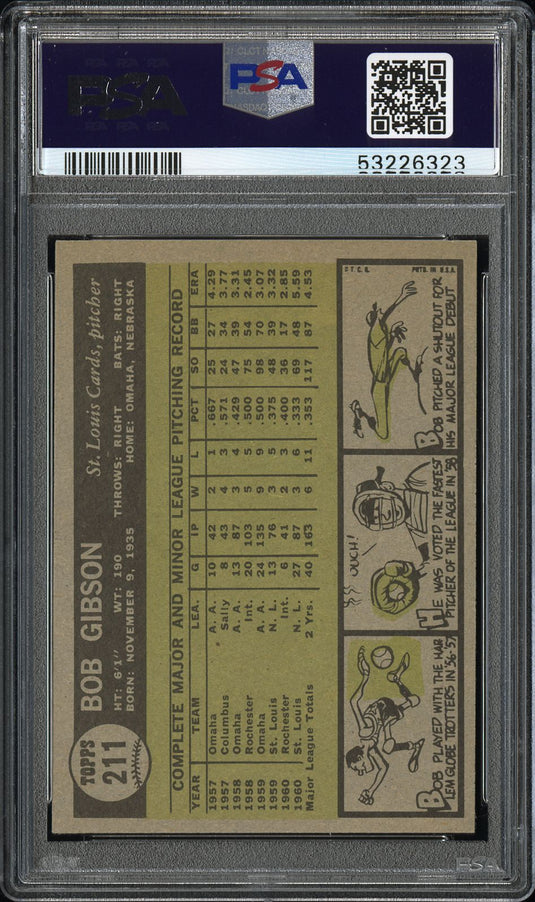 PSA
PSA
53226323
TOPPS
211
BOB GIBSON
St. Louis Cards, pitcher
HT: 6'1" WT: 190 THROWS: RIGHT BATS: RIGHT
BORN: NOVEMBER 9, 1935 HOME: OMAHA, NEBRASKA
COMPLETE MAJOR AND MINOR LEAGUE PITCHING RECORD
YEAR TEAM LEA. G IP W L PCT SO BB ERA
1957 Omaha A. A. 10 42 2 1 .667 25 27 4.29
1957 Columbus Sally 8 43 4 3 .571 24 34 3.77
1958 Omaha A. A. 13 87 3 4 .429 47 39 3.31
1958 Rochester Int. 20 103 5 5 .500 75 54 2.45
1959 Omaha A. A. 24 135 9 9 .500 98 70 3.07
1959 St. Louis N. L. 13 76 3 5 .375 48 39 3.32
1960 Rochester Int. 6 41 2 3 .400 36 17 2.85
1960 St. Louis N. L. 27 87 3 6 .333 69 48 5.59
Major League Totals 2 Yrs. 40 163 6 11 .353 117 87 4.53
BOB PLAYED WITH THE HAR
LEM GLOBE TROTTERS IN '56-'57
OUCH!
HE WAS VOTED THE FASTEST
PITCHER OF THE LEAGUE IN '58
© T. C. G. PRTD. IN U.S.A.
BOB PITCHED A SHUTOUT FOR
HIS MAJOR LEAGUE DEBUT
PSA